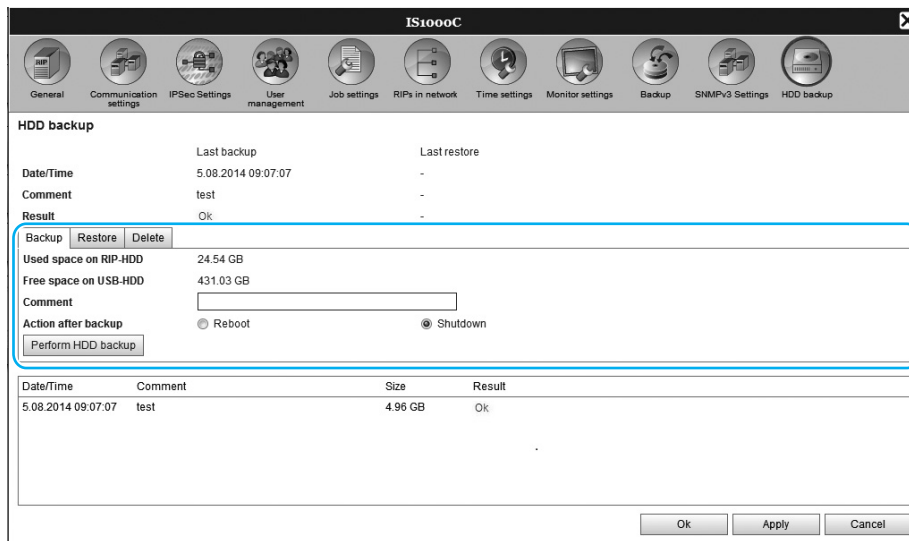 IS1000C
RIP
General
Communication settings
IPSec Settings
User management
Job settings
RIPs in network
Time settings
Monitor settings
Backup
SNMPv3 Settings
HDD backup
HDD backup
Last backup Last restore
Date/Time 5.08.2014 09:07:07 -
Comment test -
Result Ok -
Backup Restore Delete
Used space on RIP-HDD 24.54 GB
Free space on USB-HDD 431.03 GB
Comment
Action after backup Reboot Shutdown
Perform HDD backup
Date/Time Comment Size Result
5.08.2014 09:07:07 test 4.96 GB Ok
Ok Apply Cancel